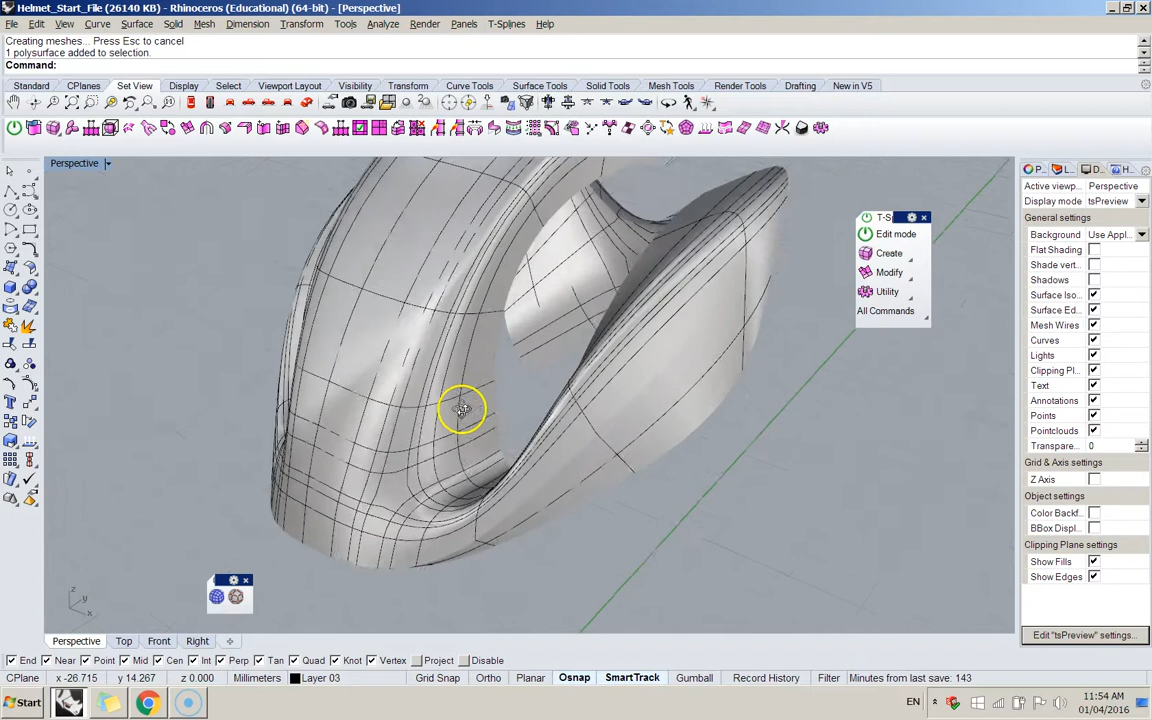 Helmet_Start_File (26140 KB) - Rhinoceros (Educational) (64-bit) - [Perspective]
File Edit View Curve Surface Solid Mesh Dimension Transform Tools Analyze Render Panels T-Splines Help
Creating meshes... Press Esc to cancel
1 polysurface added to selection.
Command:
Standard CPlanes Set View Display Select Viewport Layout Visibility Transform Curve Tools Surface Tools Solid Tools Mesh Tools Render Tools Drafting New in V5
Perspective
P... L... D... H...
Active viewp... Perspective
Display mode tsPreview
General settings
Background Use Appl...
Flat Shading
Shade vert...
Shadows
Surface Iso...
Surface Ed...
Mesh Wires
Curves
Lights
Clipping Pl...
Text
Annotations
Points
Pointclouds
Transpare... 0
Grid & Axis settings
Z Axis
Object settings
Color Backf...
BBox Displ...
Clipping Plane settings
Show Fills
Show Edges
Edit "tsPreview" settings...
T-S
Edit mode
Create
Modify
Utility
All Commands
z
y
x
Perspective Top Front Right
End Near Point Mid Cen Int Perp Tan Quad Knot Vertex Project Disable
CPlane x -26.715 y 14.267 z 0.000 Millimeters Layer 03 Grid Snap Ortho Planar Osnap SmartTrack Gumball Record History Filter Minutes from last save: 143
Start EN 11:54 AM
01/04/2016